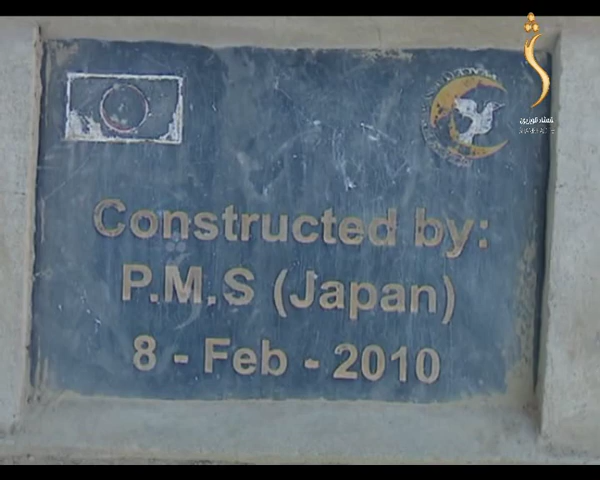 Constructed by:
P.M.S (Japan)
8 - Feb - 2010